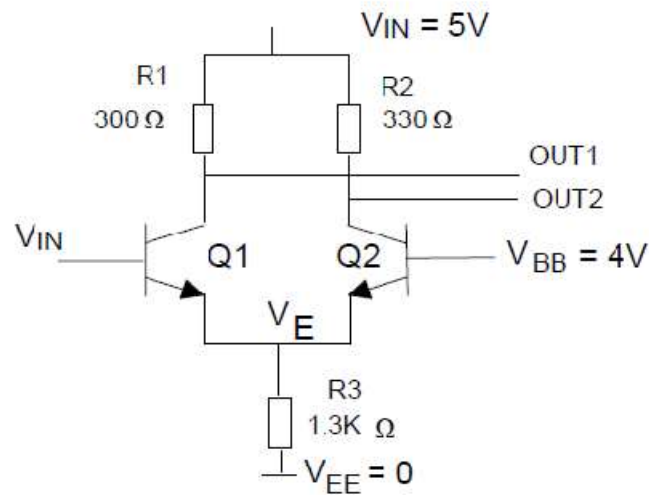 VIN = 5V
R1
300 Ω
R2
330 Ω
OUT1
OUT2
VIN
Q1
Q2
VBB = 4V
VE
R3
1.3K Ω
VEE = 0